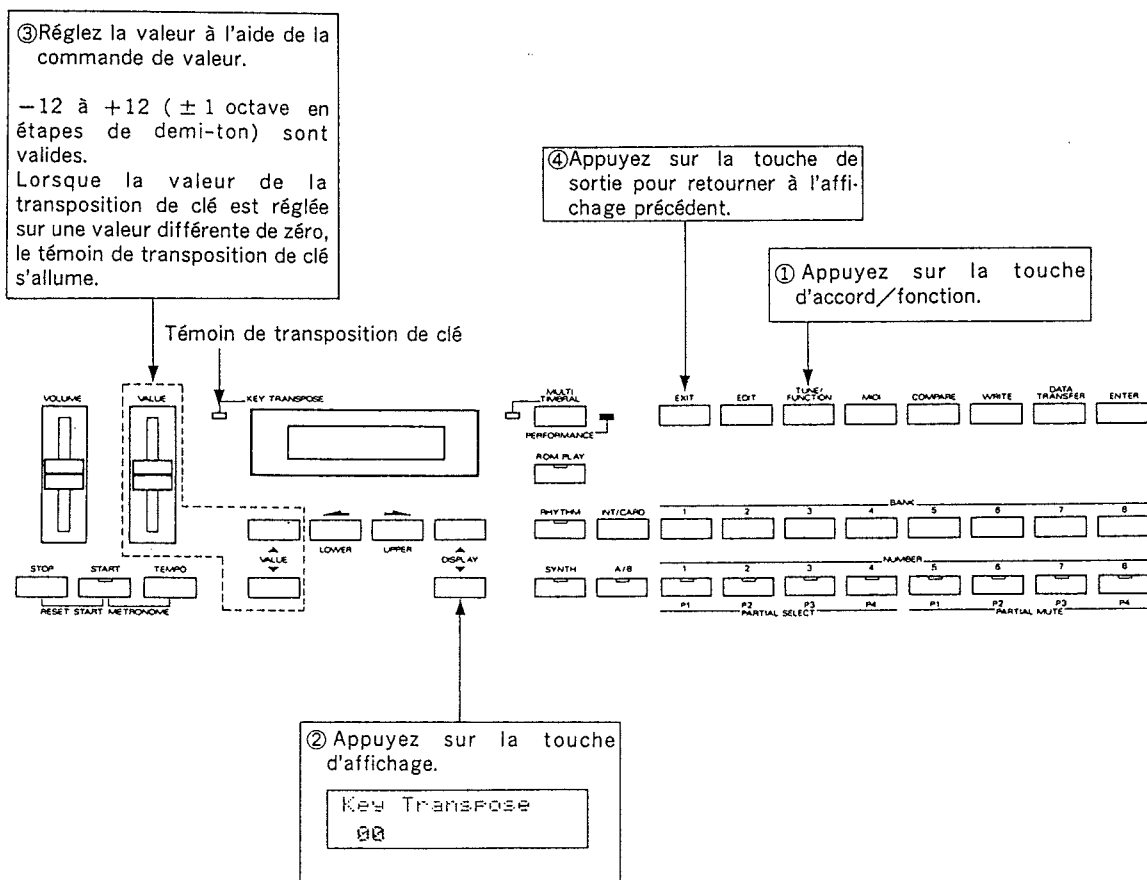 ③Réglez la valeur à l'aide de la
commande de valeur.
−12 à +12 ( ± 1 octave en
étapes de demi-ton) sont
valides.
Lorsque la valeur de la
transposition de clé est réglée
sur une valeur différente de zéro,
le témoin de transposition de clé
s'allume.
④Appuyez sur la touche de
sortie pour retourner à l'affi-
chage précédent.
① Appuyez sur la touche
d'accord/fonction.
Témoin de transposition de clé
VOLUME
VALUE
KEY TRANSPOSE
MULTI
TIMBRAL
PERFORMANCE
EXIT
EDIT
TUNE/
FUNCTION
MIDI
COMPARE
WRITE
DATA
TRANSFER
ENTER
ROM PLAY
RHYTHM
INT/CARD
BANK
1 2 3 4 5 6 7 8
VALUE
LOWER
UPPER
DISPLAY
STOP
START
TEMPO
RESET START METRONOME
SYNTH
A/B
NUMBER
1 2 3 4 5 6 7 8
P1 P2 P3 P4 P1 P2 P3 P4
PARTIAL SELECT
PARTIAL MUTE
② Appuyez sur la touche
d'affichage.
Key Transpose
00